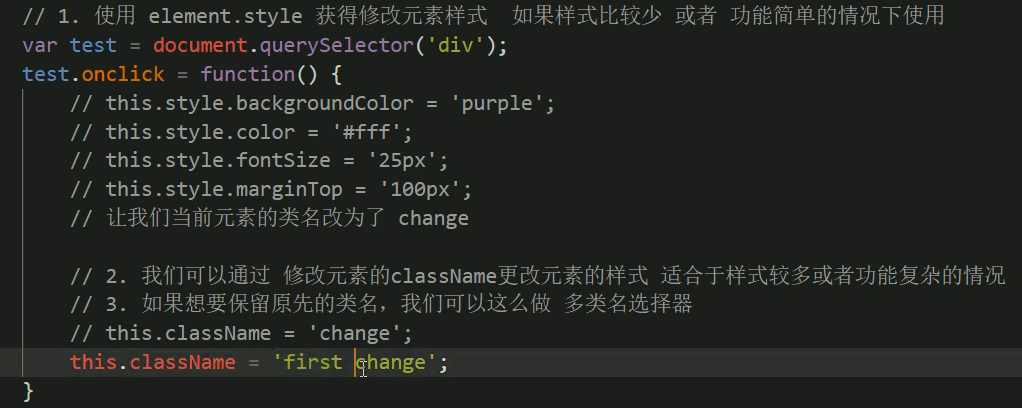 // 1. 使用 element.style 获得修改元素样式  如果样式比较少 或者 功能简单的情况下使用
var test = document.querySelector('div');
test.onclick = function() {
// this.style.backgroundColor = 'purple';
// this.style.color = '#fff';
// this.style.fontSize = '25px';
// this.style.marginTop = '100px';
// 让我们当前元素的类名改为了 change
// 2. 我们可以通过 修改元素的className更改元素的样式 适合于样式较多或者功能复杂的情况
// 3. 如果想要保留原先的类名，我们可以这么做 多类名选择器
// this.className = 'change';
this.className = 'first change';
}